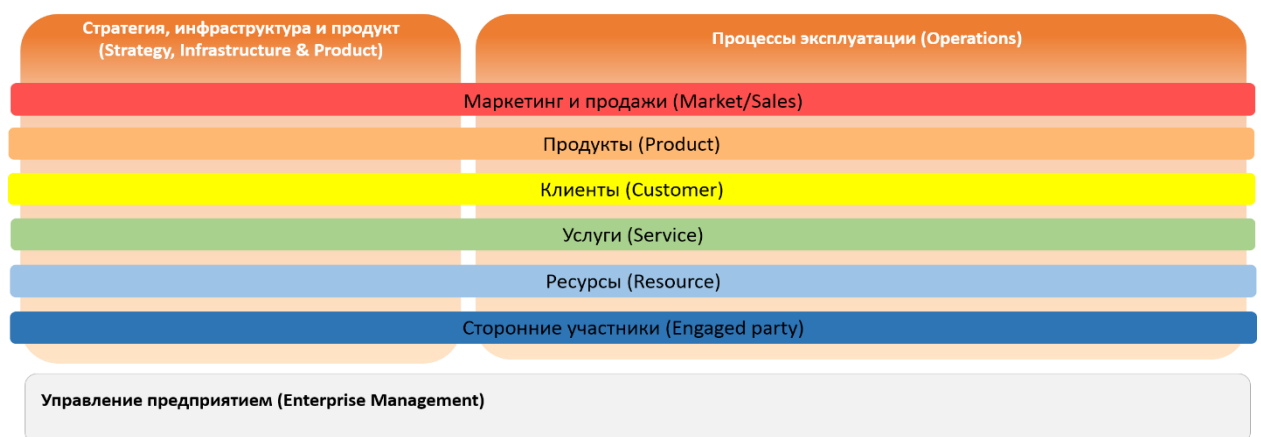 Стратегия, инфраструктура и продукт
(Strategy, Infrastructure & Product)
Процессы эксплуатации (Operations)
Маркетинг и продажи (Market/Sales)
Продукты (Product)
Клиенты (Customer)
Услуги (Service)
Ресурсы (Resource)
Сторонние участники (Engaged party)
Управление предприятием (Enterprise Management)